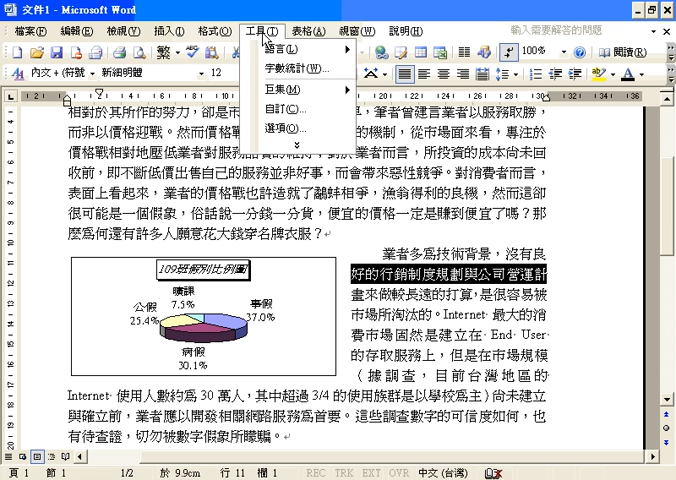 文件1 - Microsoft Word
檔案(F) 編輯(E) 檢視(V) 插入(I) 格式(O) 工具(T) 表格(A) 視窗(W) 說明(H) 輸入需要解答的問題
100% 閱讀(R)
內文 + (符號 新細明體 12
語言(L)
字數統計(W)...
巨集(M)
自訂(C)...
選項(O)...
相對於其所作的努力,卻是市 ,筆者曾建言業者以服務取勝,
而非以價格迎戰。然而價格戰 的機制,從市場面來看,專注於
價格戰相對地壓低業者對服務品質的維持,對於業者而言,所投資的成本尚未回
收前,即不斷低價出售自己的服務並非好事,而會帶來惡性競爭。對消費者而言,
表面上看起來,業者的價格戰也許造就了鷸蚌相爭,漁翁得利的良機,然而這卻
很可能是一個假象,俗話說一分錢一分貨,便宜的價格一定是賺到便宜了嗎?那
麼為何還有許多人願意花大錢穿名牌衣服?
109班假別比例圖
曠課
7.5%
事假
37.0%
公假
25.4%
病假
30.1%
業者多為技術背景,沒有良
好的行銷制度規劃與公司營運計
畫來做較長遠的打算,是很容易被
市場所淘汰的。Internet 最大的消
費市場固然是建立在 End User
的存取服務上,但是在市場規模
(據調查,目前台灣地區的
Internet 使用人數約為 30 萬人,其中超過 3/4 的使用族群是以學校為主)尚未建立
與確立前,業者應以開發相關網路服務為首要。這些調查數字的可信度如何,也
有待查證,切勿被數字假象所矇騙。
頁 1 節 1 1/2 於 9.9cm 行 11 欄 1 REC TRK EXT OVR 中文 (台灣)